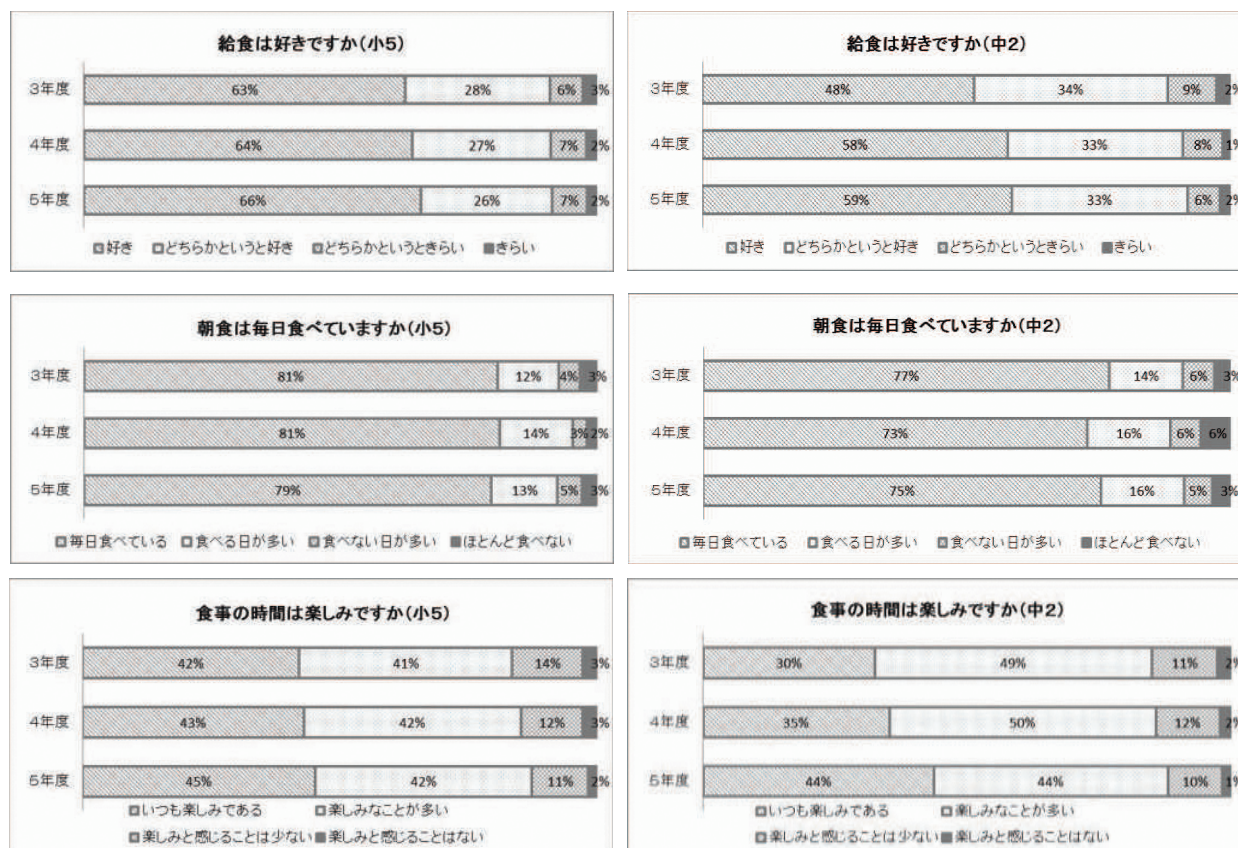 給食は好きですか(小5)
3年度 63% 28% 6% 3%
4年度 64% 27% 7% 2%
5年度 66% 26% 7% 2%
好き どちらかというと好き どちらかというときらい きらい
給食は好きですか(中2)
3年度 48% 34% 9% 2%
4年度 58% 33% 8% 1%
5年度 59% 33% 6% 2%
好き どちらかというと好き どちらかというときらい きらい
朝食は毎日食べていますか(小5)
3年度 81% 12% 4% 3%
4年度 81% 14% 3% 2%
5年度 79% 13% 5% 3%
毎日食べている 食べる日が多い 食べない日が多い ほとんど食べない
朝食は毎日食べていますか(中2)
3年度 77% 14% 6% 3%
4年度 73% 16% 6% 6%
5年度 75% 16% 5% 3%
毎日食べている 食べる日が多い 食べない日が多い ほとんど食べない
食事の時間は楽しみですか(小5)
3年度 42% 41% 14% 3%
4年度 43% 42% 12% 3%
5年度 45% 42% 11% 2%
いつも楽しみである 楽しみなことが多い
楽しみと感じることは少ない 楽しみと感じることはない
食事の時間は楽しみですか(中2)
3年度 30% 49% 11% 2%
4年度 35% 50% 12% 2%
5年度 44% 44% 10% 1%
いつも楽しみである 楽しみなことが多い
楽しみと感じることは少ない 楽しみと感じることはない